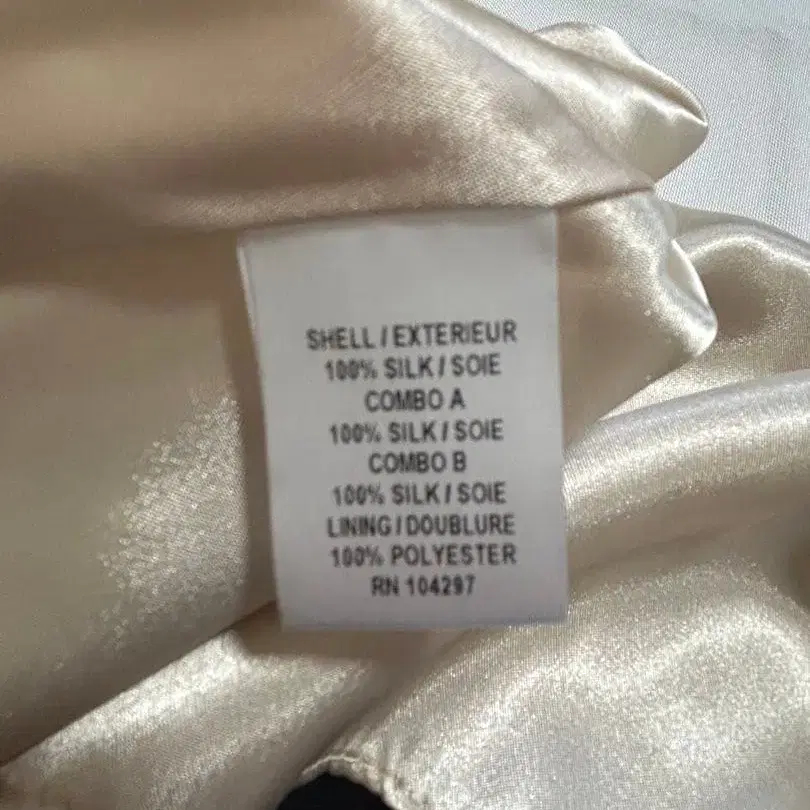 SHELL / EXTERIEUR
100% SILK / SOIE
COMBO A
100% SILK / SOIE
COMBO B
100% SILK / SOIE
LINING / DOUBLURE
100% POLYESTER
RN 104297